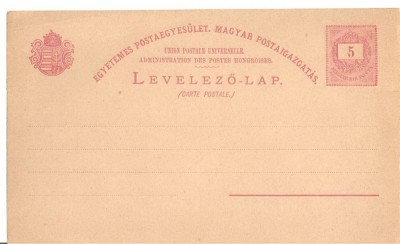 EGYETEMES POSTAEGYESÜLET. MAGYAR POSTAIGAZGATÁS.
UNION POSTALE UNIVERSELLE.
ADMINISTRATION DES POSTES HONGROISES.
LEVELEZŐ-LAP.
(CARTE POSTALE.)
5